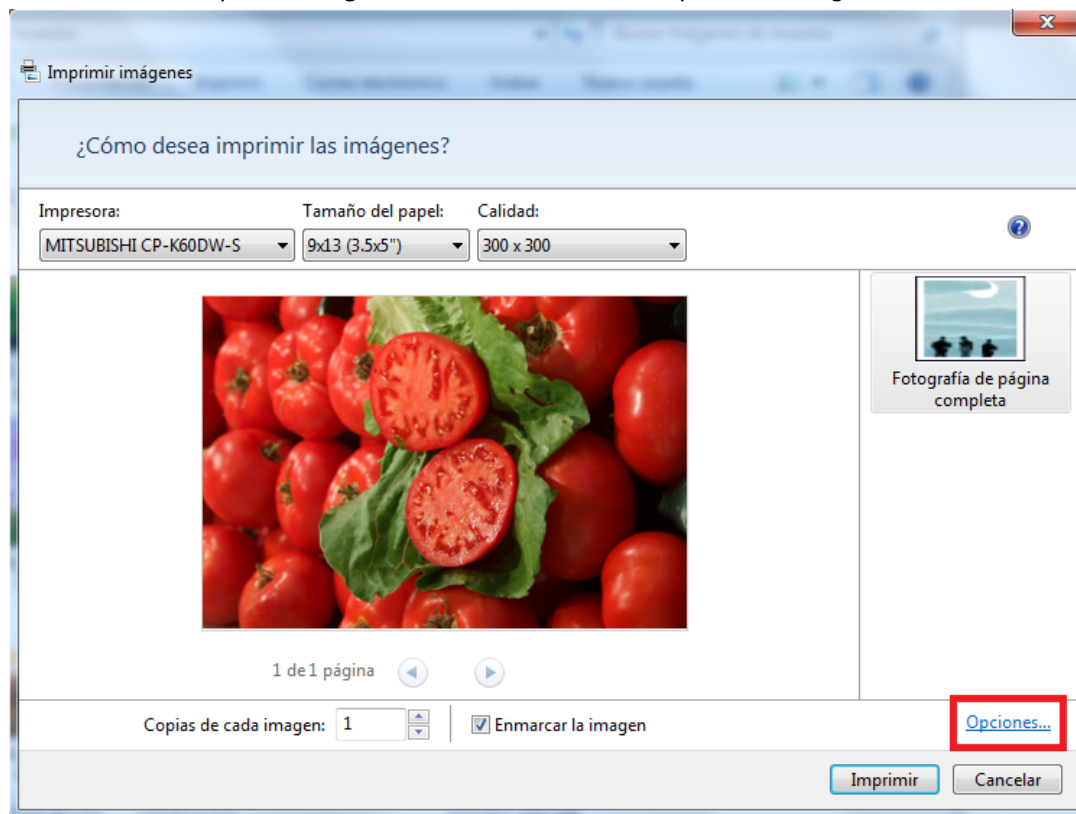 Imprimir imágenes
¿Cómo desea imprimir las imágenes?
Impresora:
Tamaño del papel:
Calidad:
MITSUBISHI CP-K60DW-S
9x13 (3.5x5")
300 x 300
Fotografía de página
completa
1 de 1 página
Copias de cada imagen: 1
Enmarcar la imagen
Opciones...
Imprimir
Cancelar